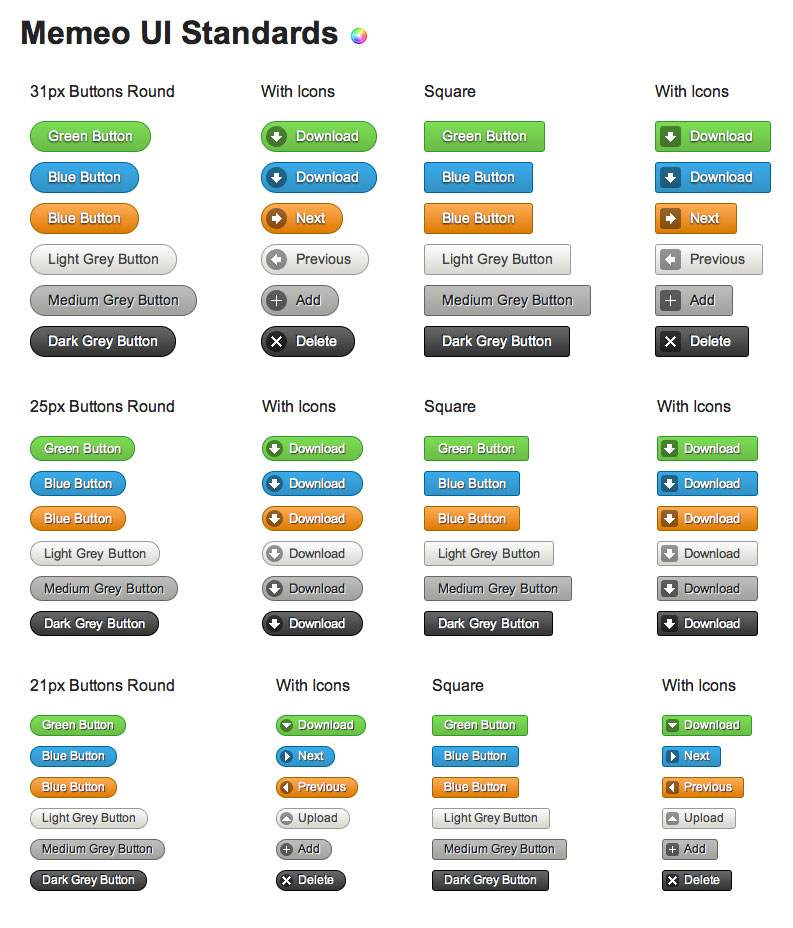 Memeo UI Standards
31px Buttons Round With Icons Square With Icons
Green Button Download Green Button Download
Blue Button Download Blue Button Download
Blue Button Next Blue Button Next
Light Grey Button Previous Light Grey Button Previous
Medium Grey Button Add Medium Grey Button Add
Dark Grey Button Delete Dark Grey Button Delete
25px Buttons Round With Icons Square With Icons
Green Button Download Green Button Download
Blue Button Download Blue Button Download
Blue Button Download Blue Button Download
Light Grey Button Download Light Grey Button Download
Medium Grey Button Download Medium Grey Button Download
Dark Grey Button Download Dark Grey Button Download
21px Buttons Round With Icons Square With Icons
Green Button Download Green Button Download
Blue Button Next Blue Button Next
Blue Button Previous Blue Button Previous
Light Grey Button Upload Light Grey Button Upload
Medium Grey Button Add Medium Grey Button Add
Dark Grey Button Delete Dark Grey Button Delete